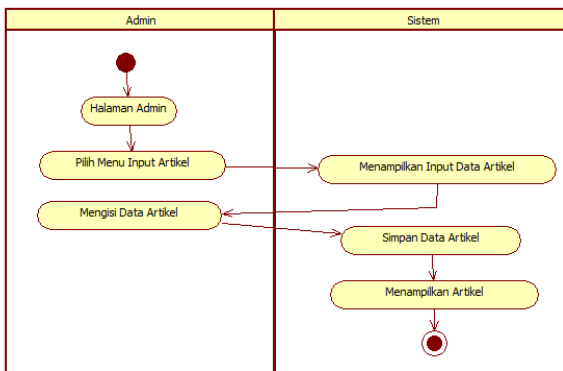 Admin
Sistem
Halaman Admin
Pilih Menu Input Artikel
Menampilkan Input Data Artikel
Mengisi Data Artikel
Simpan Data Artikel
Menampilkan Artikel